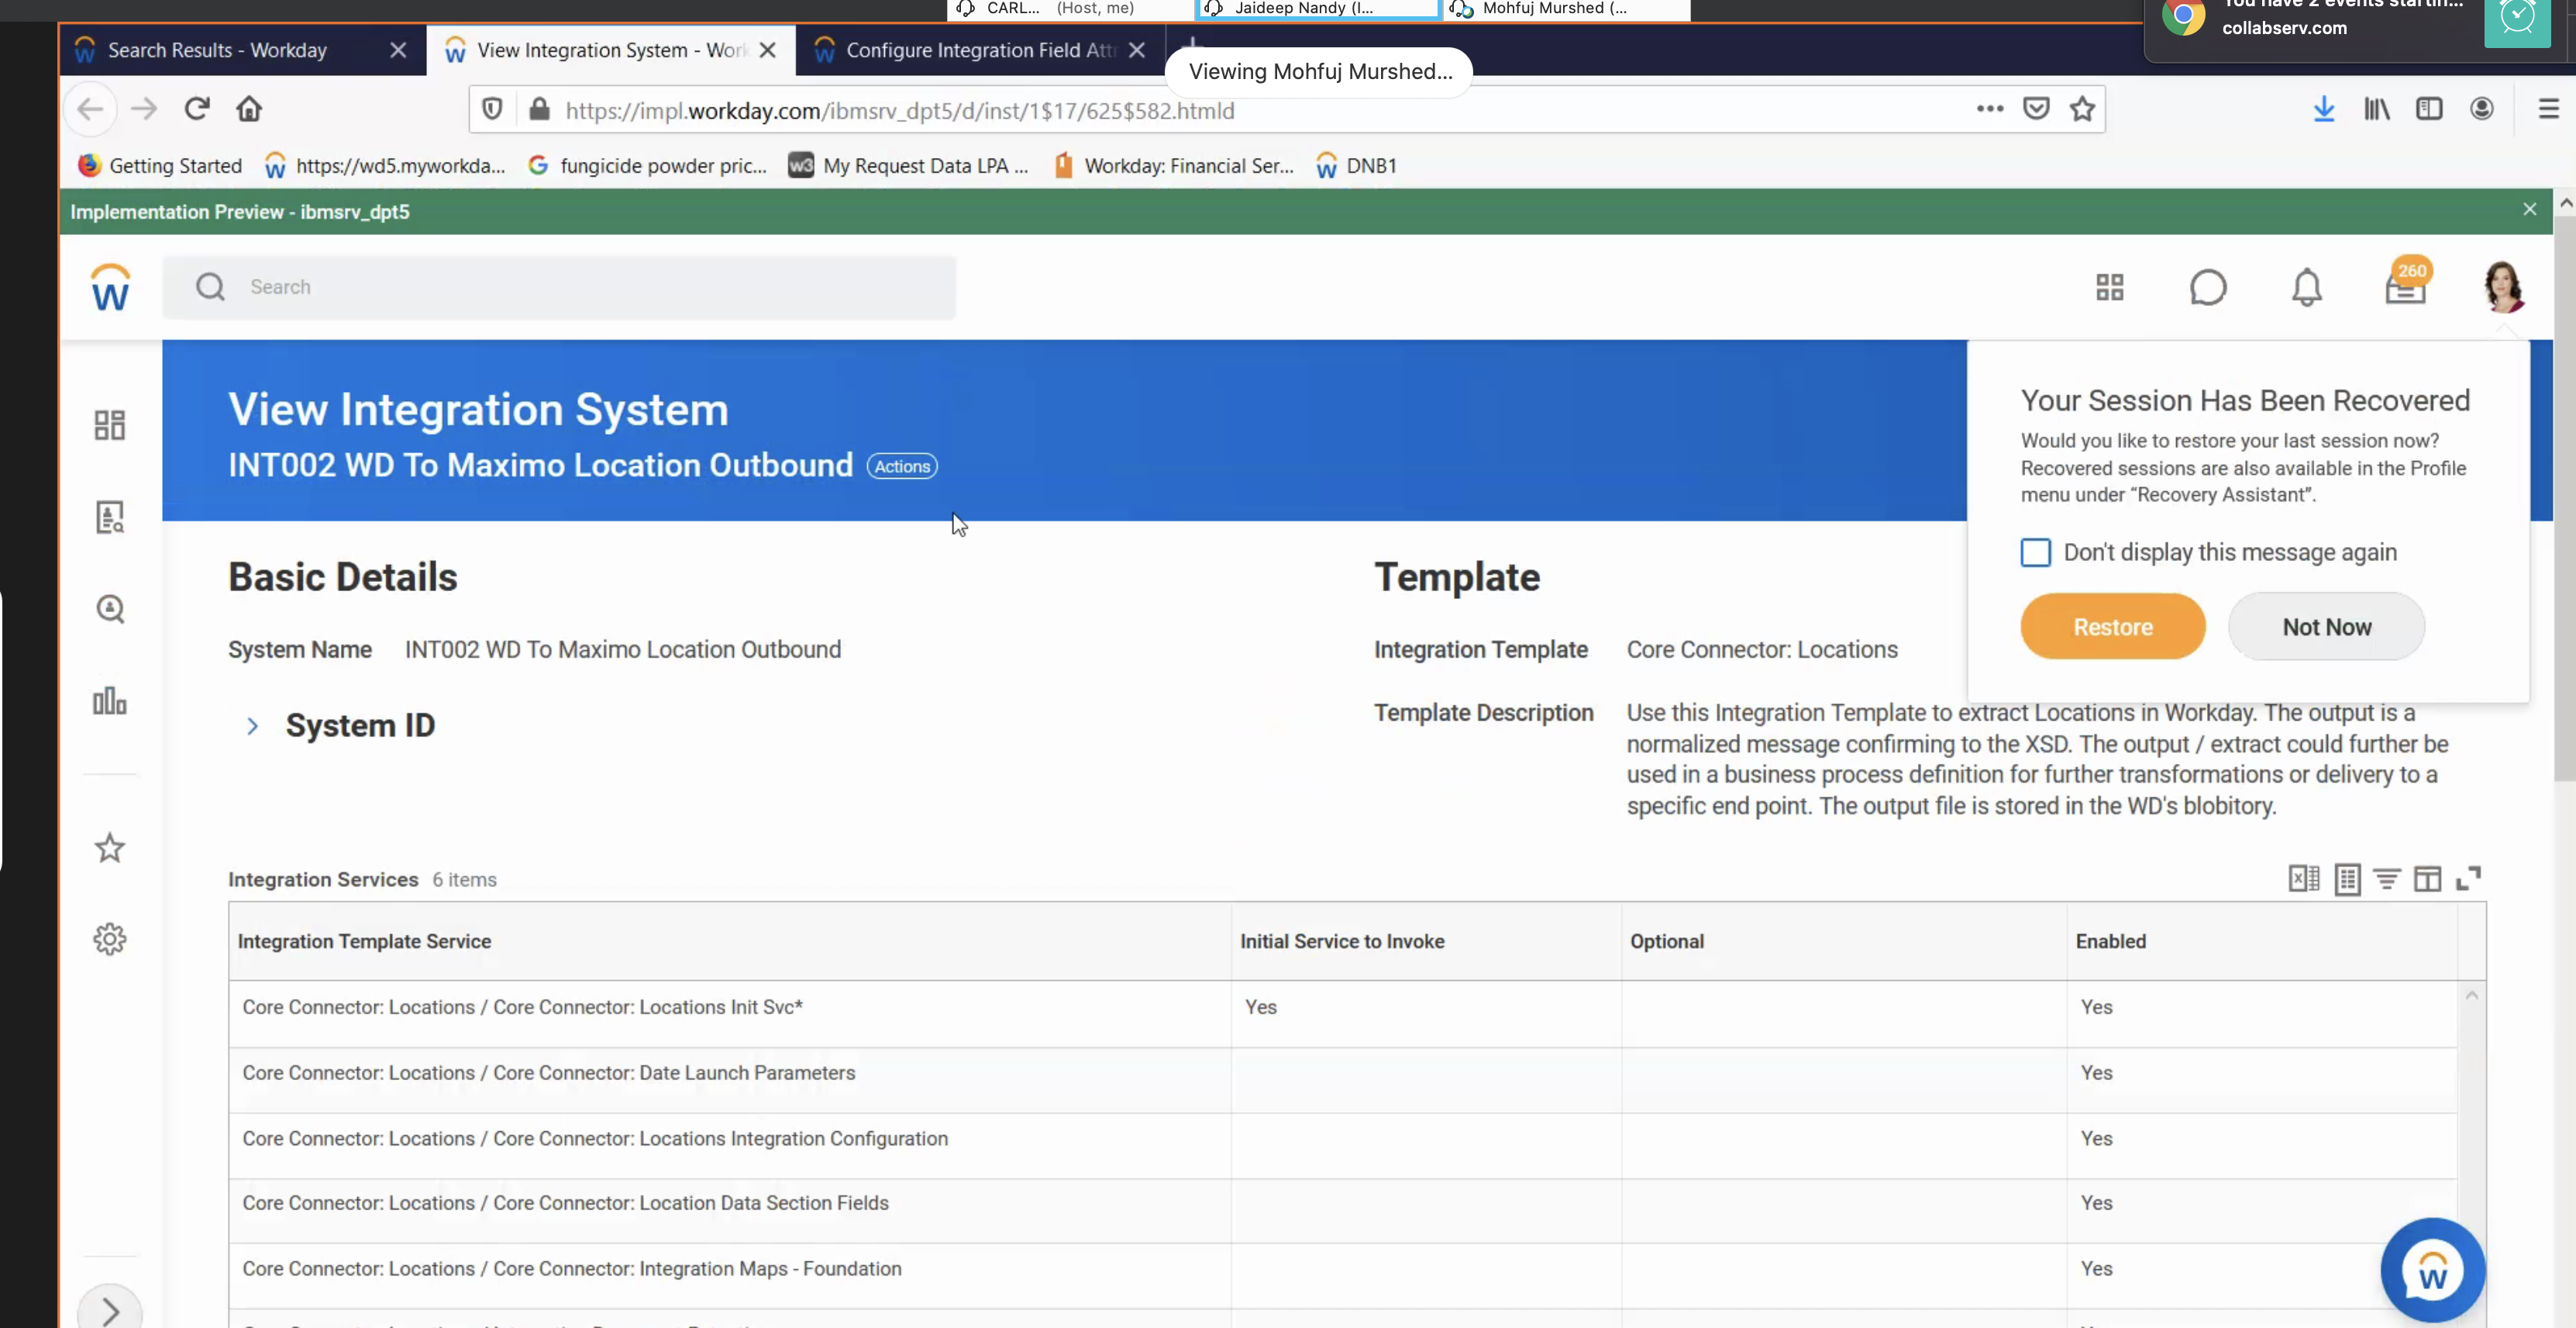 CARL... (Host, me)
Jaideep Nandy (I...
Mohfuj Murshed (...
You have 2 events startin...
collabserv.com
Search Results - Workday
View Integration System - Work
Configure Integration Field Attr
Viewing Mohfuj Murshed...
https://impl.workday.com/ibmsrv_dpt5/d/inst/1$17/625$582.htmld
Getting Started
https://wd5.myworkda...
fungicide powder pric...
w3
My Request Data LPA ...
Workday: Financial Ser...
DNB1
Implementation Preview - ibmsrv_dpt5
Search
260
View Integration System
INT002 WD To Maximo Location Outbound Actions
Your Session Has Been Recovered
Would you like to restore your last session now?
Recovered sessions are also available in the Profile
menu under “Recovery Assistant”.
Don't display this message again
Restore
Not Now
Basic Details
System Name INT002 WD To Maximo Location Outbound
System ID
Template
Integration Template Core Connector: Locations
Template Description Use this Integration Template to extract Locations in Workday. The output is a
normalized message confirming to the XSD. The output / extract could further be
used in a business process definition for further transformations or delivery to a
specific end point. The output file is stored in the WD's blobitory.
Integration Services 6 items
Integration Template Service Initial Service to Invoke Optional Enabled
Core Connector: Locations / Core Connector: Locations Init Svc* Yes Yes
Core Connector: Locations / Core Connector: Date Launch Parameters Yes
Core Connector: Locations / Core Connector: Locations Integration Configuration Yes
Core Connector: Locations / Core Connector: Location Data Section Fields Yes
Core Connector: Locations / Core Connector: Integration Maps - Foundation Yes